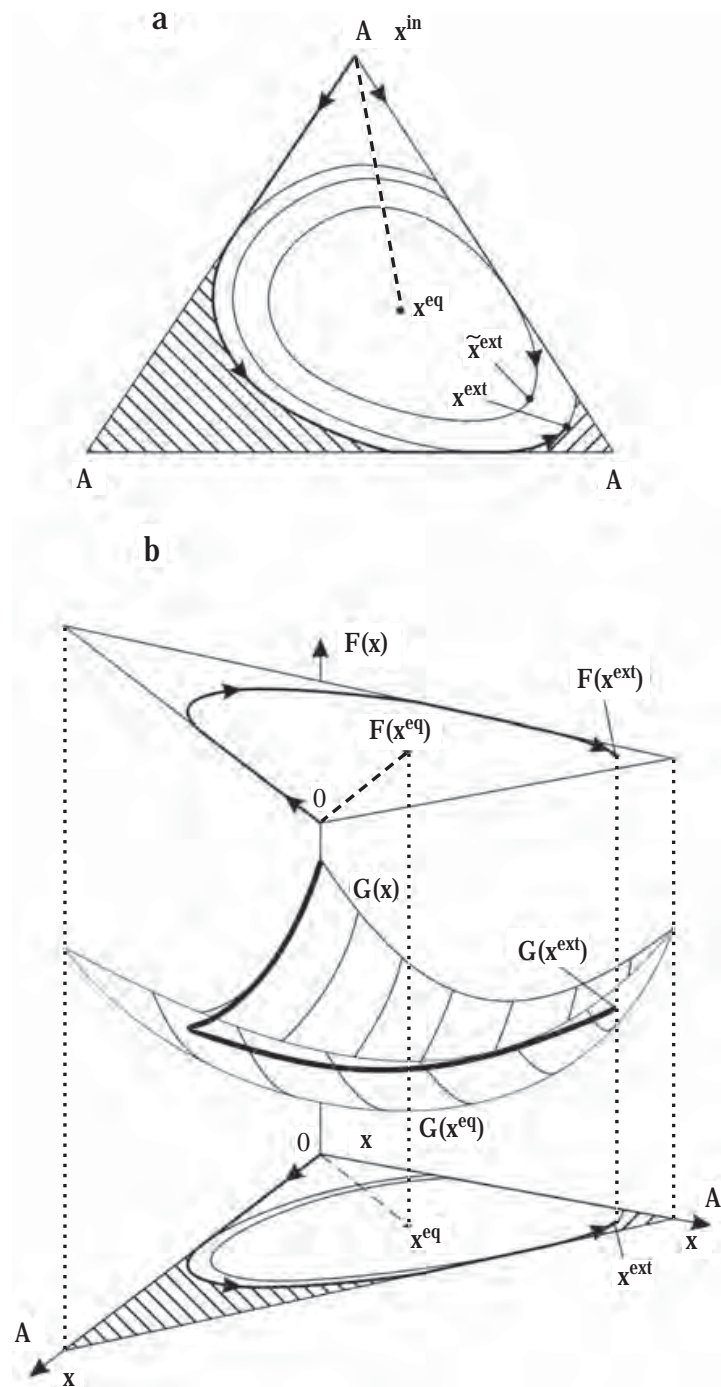 a
A x^in
x^eq
x̃^ext
x^ext
A A
b
F(x)
F(x^ext)
F(x^eq)
0
G(x)
G(x^ext)
G(x^eq)
0 x
A
x^eq
x
x^ext
A
x